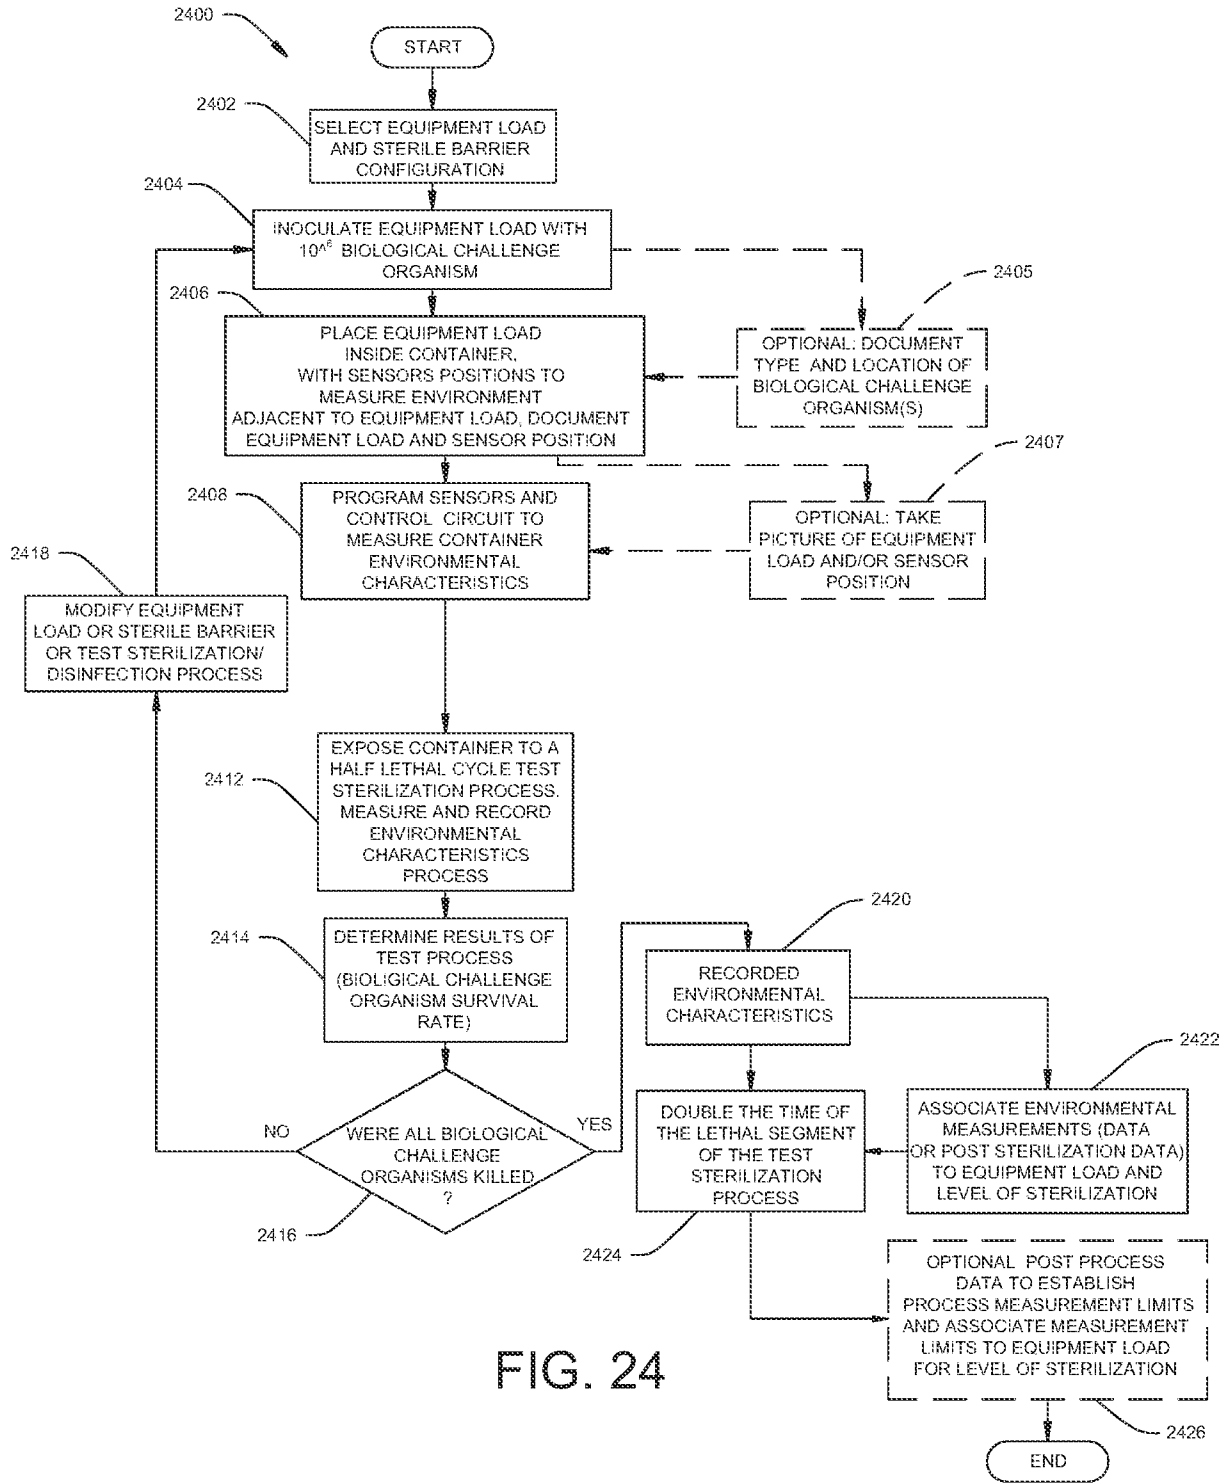 2400
START
2402
SELECT EQUIPMENT LOAD
AND STERILE BARRIER
CONFIGURATION
2404
INOCULATE EQUIPMENT LOAD WITH
10^⁶ BIOLOGICAL CHALLENGE
ORGANISM
2405
OPTIONAL: DOCUMENT
TYPE AND LOCATION OF
BIOLOGICAL CHALLENGE
ORGANISM(S)
2406
PLACE EQUIPMENT LOAD
INSIDE CONTAINER,
WITH SENSORS POSITIONS TO
MEASURE ENVIRONMENT
ADJACENT TO EQUIPMENT LOAD, DOCUMENT
EQUIPMENT LOAD AND SENSOR POSITION
2407
OPTIONAL: TAKE
PICTURE OF EQUIPMENT
LOAD AND/OR SENSOR
POSITION
2408
PROGRAM SENSORS AND
CONTROL CIRCUIT TO
MEASURE CONTAINER
ENVIRONMENTAL
CHARACTERISTICS
2418
MODIFY EQUIPMENT
LOAD OR STERILE BARRIER
OR TEST STERILIZATION/
DISINFECTION PROCESS
2412
EXPOSE CONTAINER TO A
HALF LETHAL CYCLE TEST
STERILIZATION PROCESS.
MEASURE AND RECORD
ENVIRONMENTAL
CHARACTERISTICS
PROCESS
2414
DETERMINE RESULTS OF
TEST PROCESS
(BIOLIGICAL CHALLENGE
ORGANISM SURVIVAL
RATE)
2416
NO
WERE ALL BIOLOGICAL
CHALLENGE
ORGANISMS KILLED
?
YES
2420
RECORDED
ENVIRONMENTAL
CHARACTERISTICS
2422
ASSOCIATE ENVIRONMENTAL
MEASUREMENTS (DATA
OR POST STERILIZATION DATA)
TO EQUIPMENT LOAD AND
LEVEL OF STERILIZATION
2424
DOUBLE THE TIME OF
THE LETHAL SEGMENT
OF THE TEST
STERILIZATION
PROCESS
OPTIONAL POST PROCESS
DATA TO ESTABLISH
PROCESS MEASUREMENT LIMITS
AND ASSOCIATE MEASUREMENT
LIMITS TO EQUIPMENT LOAD
FOR LEVEL OF STERILIZATION
2426
END
FIG. 24